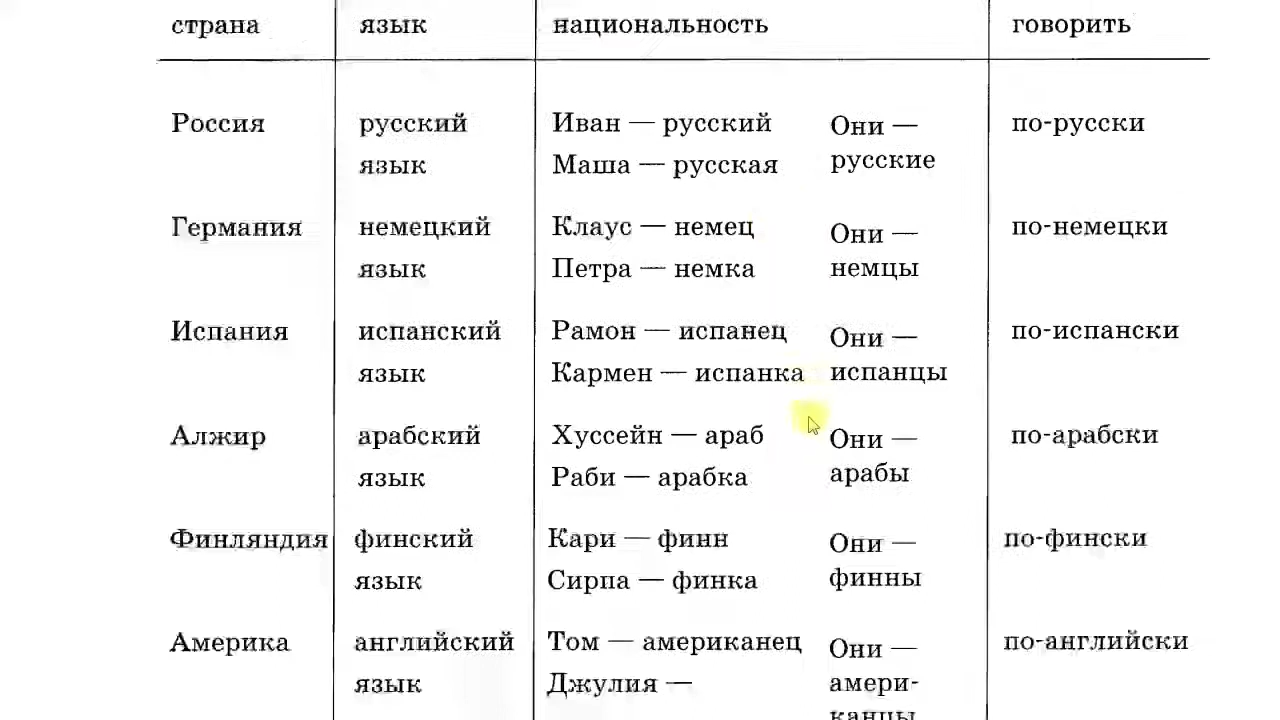 страна язык национальность говорить
Россия русский Иван — русский Они — по-русски
язык Маша — русская русские
Германия немецкий Клаус — немец Они — по-немецки
язык Петра — немка немцы
Испания испанский Рамон — испанец Они — по-испански
язык Кармен — испанка испанцы
Алжир арабский Хуссейн — араб Они — по-арабски
язык Раби — арабка арабы
Финляндия финский Кари — финн Они — по-фински
язык Сирпа — финка финны
Америка английский Том — американец Они — по-английски
язык Джулия — амери-
канцы